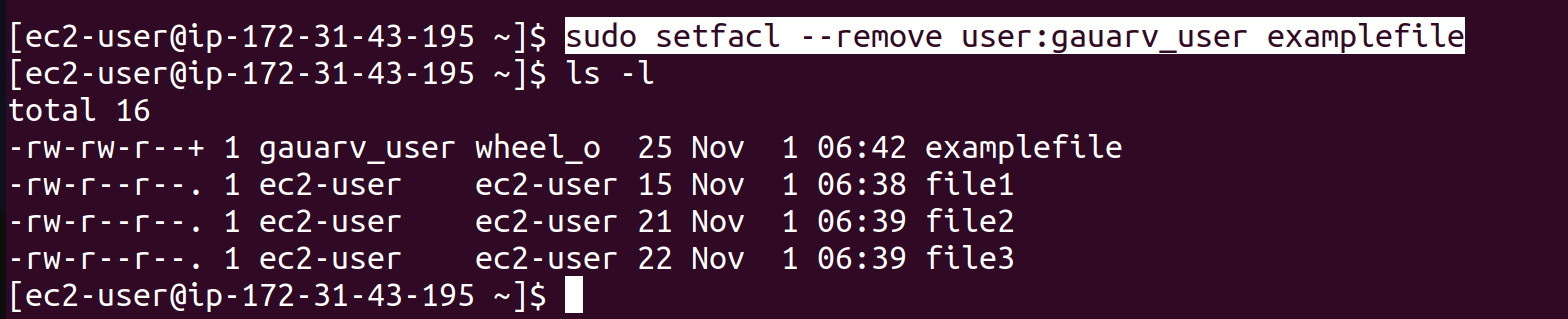 [ec2-user@ip-172-31-43-195 ~]$ sudo setfacl --remove user:gauarv_user examplefile
[ec2-user@ip-172-31-43-195 ~]$ ls -l
total 16
-rw-rw-r--+ 1 gauarv_user wheel_o  25 Nov  1 06:42 examplefile
-rw-r--r--. 1 ec2-user    ec2-user 15 Nov  1 06:38 file1
-rw-r--r--. 1 ec2-user    ec2-user 21 Nov  1 06:39 file2
-rw-r--r--. 1 ec2-user    ec2-user 22 Nov  1 06:39 file3
[ec2-user@ip-172-31-43-195 ~]$